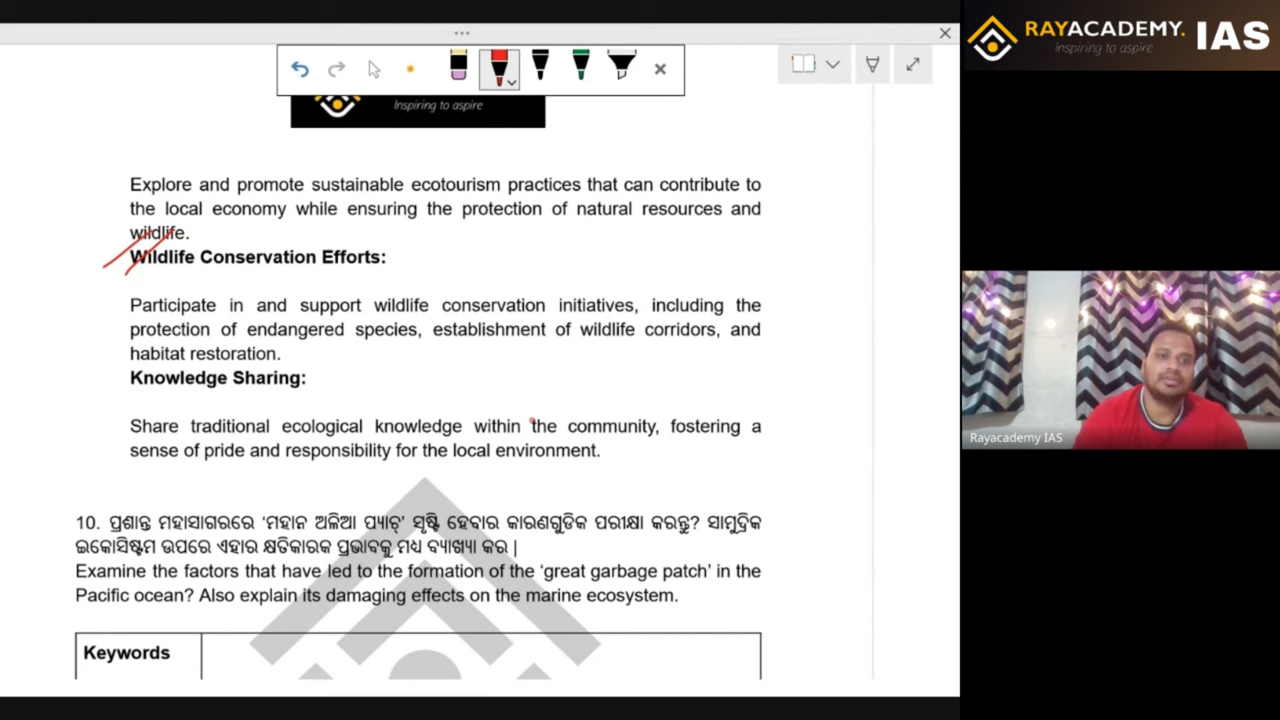 RAYACADEMY. IAS
inspiring to aspire
Inspiring to aspire
Explore and promote sustainable ecotourism practices that can contribute to
the local economy while ensuring the protection of natural resources and
wildlife.
Wildlife Conservation Efforts:
Participate in and support wildlife conservation initiatives, including the
protection of endangered species, establishment of wildlife corridors, and
habitat restoration.
Knowledge Sharing:
Share traditional ecological knowledge within the community, fostering a
sense of pride and responsibility for the local environment.
10. ପ୍ରଶାନ୍ତ ମହାସାଗରରେ ‘ମହାନ ଅଳିଆ ପ୍ୟାଚ୍’ ସୃଷ୍ଟି ହେବାର କାରଣଗୁଡିକ ପରୀକ୍ଷା କରନ୍ତୁ? ସାମୁଦ୍ରିକ
ଇକୋସିଷ୍ଟମ ଉପରେ ଏହାର କ୍ଷତିକାରକ ପ୍ରଭାବକୁ ମଧ୍ୟ ବ୍ୟାଖ୍ୟା କର |
Examine the factors that have led to the formation of the ‘great garbage patch’ in the
Pacific ocean? Also explain its damaging effects on the marine ecosystem.
Keywords
Rayacademy IAS